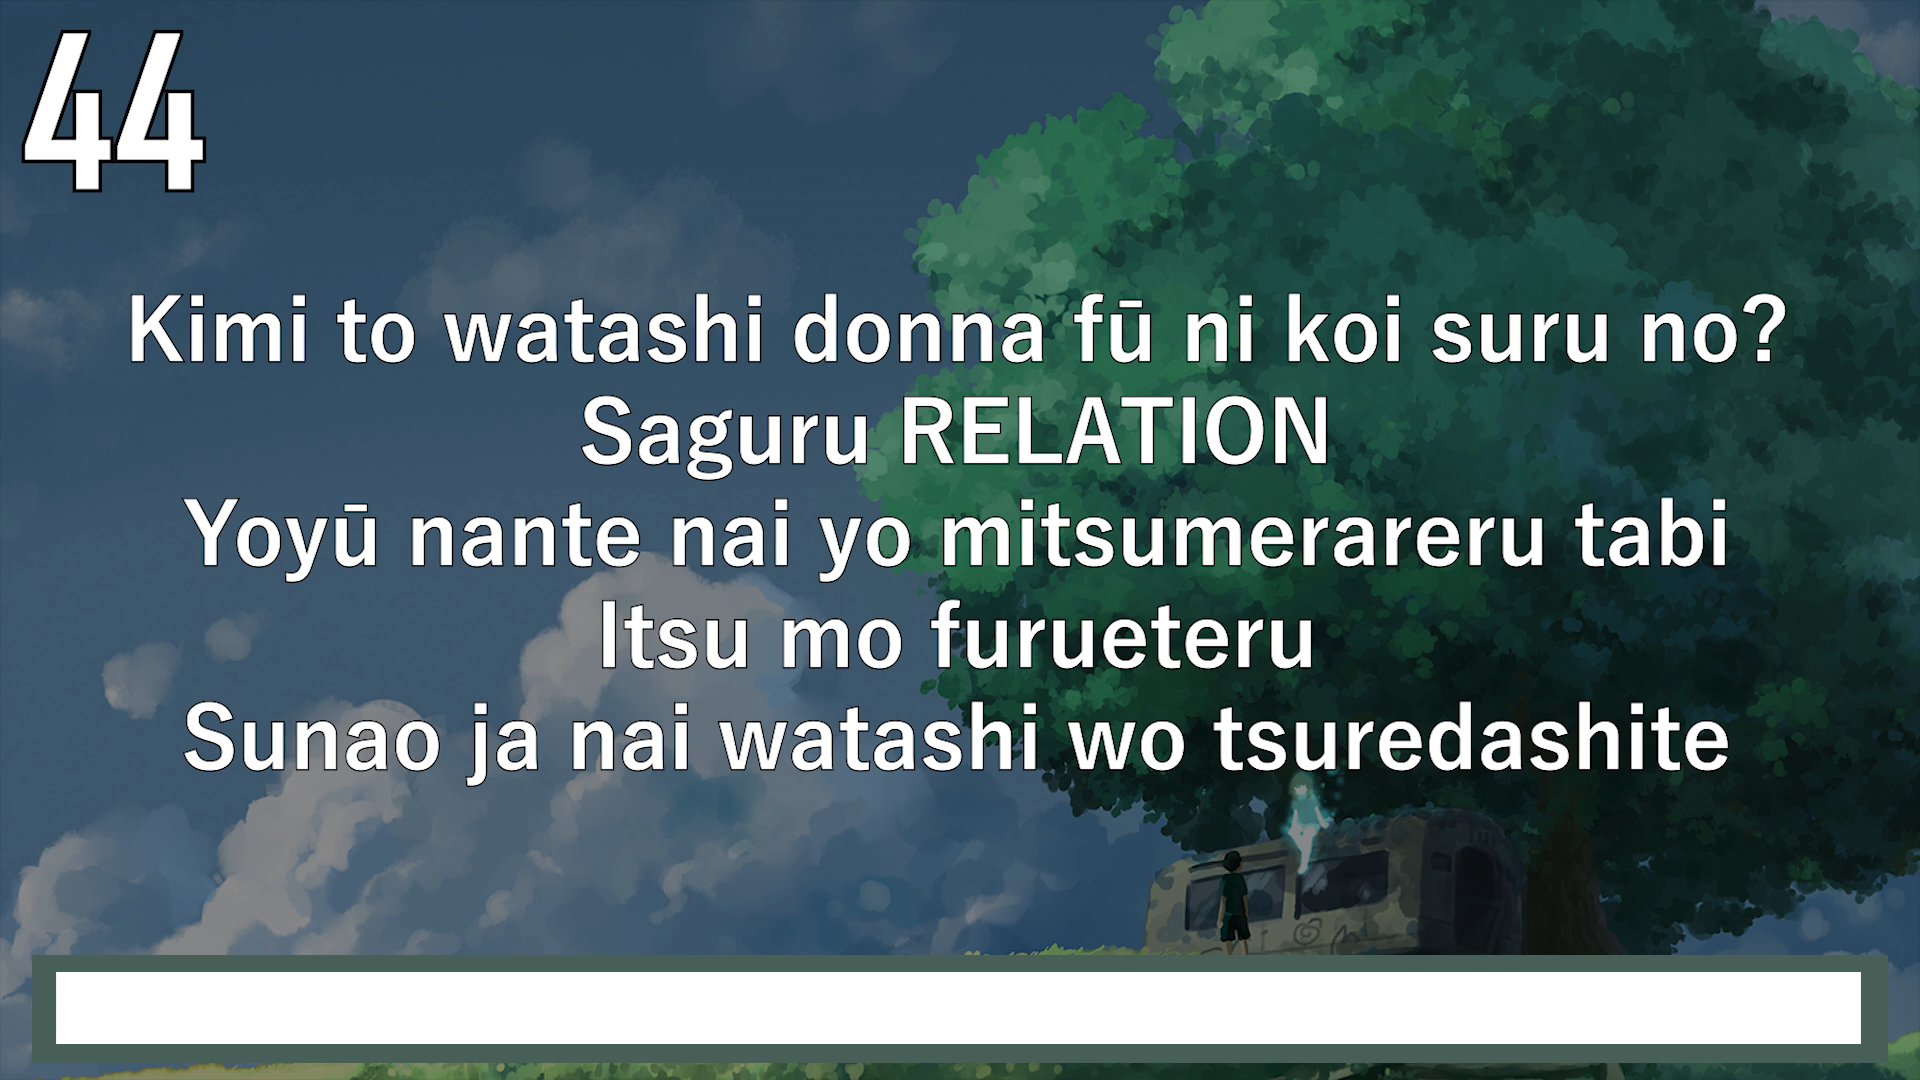 44
Kimi to watashi donna fū ni koi suru no?
Saguru RELATION
Yoyū nante nai yo mitsumerareru tabi
Itsu mo furueteru
Sunao ja nai watashi wo tsuredashite